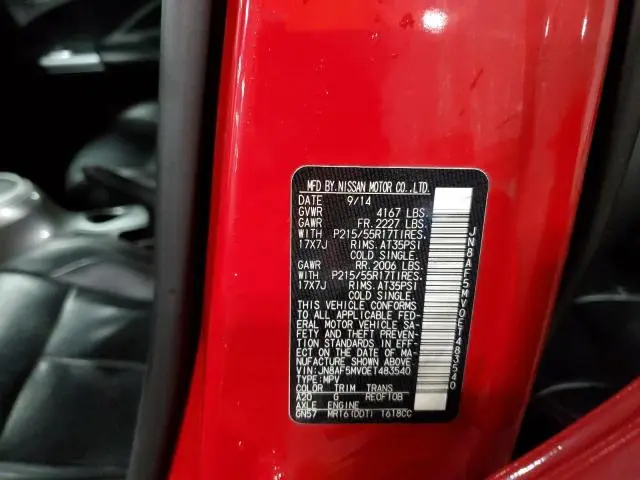 MFD BY NISSAN MOTOR CO.,LTD.
DATE 9/14
GVWR 4167 LBS.
GAWR FR. 2227 LBS.
WITH P215/55R17TIRES.
17X7J RIMS. AT35PSI
COLD SINGLE.
GAWR RR. 2006 LBS.
WITH P215/55R17TIRES.
17X7J RIMS. AT35PSI
COLD SINGLE.
THIS VEHICLE CONFORMS
TO ALL APPLICABLE FED-
ERAL MOTOR VEHICLE SA-
FETY AND THEFT PREVEN-
TION STANDARDS IN EFF-
ECT ON THE DATE OF MA-
NUFACTURE SHOWN ABOVE.
VIN:JN8AF5MV0ET483540
TYPE:MPV
COLOR TRIM TRANS
A20 G RE0F10B
AXLE ENGINE
GN57 MR16(DDT) 1618CC
JN8AF5MV0ET483540